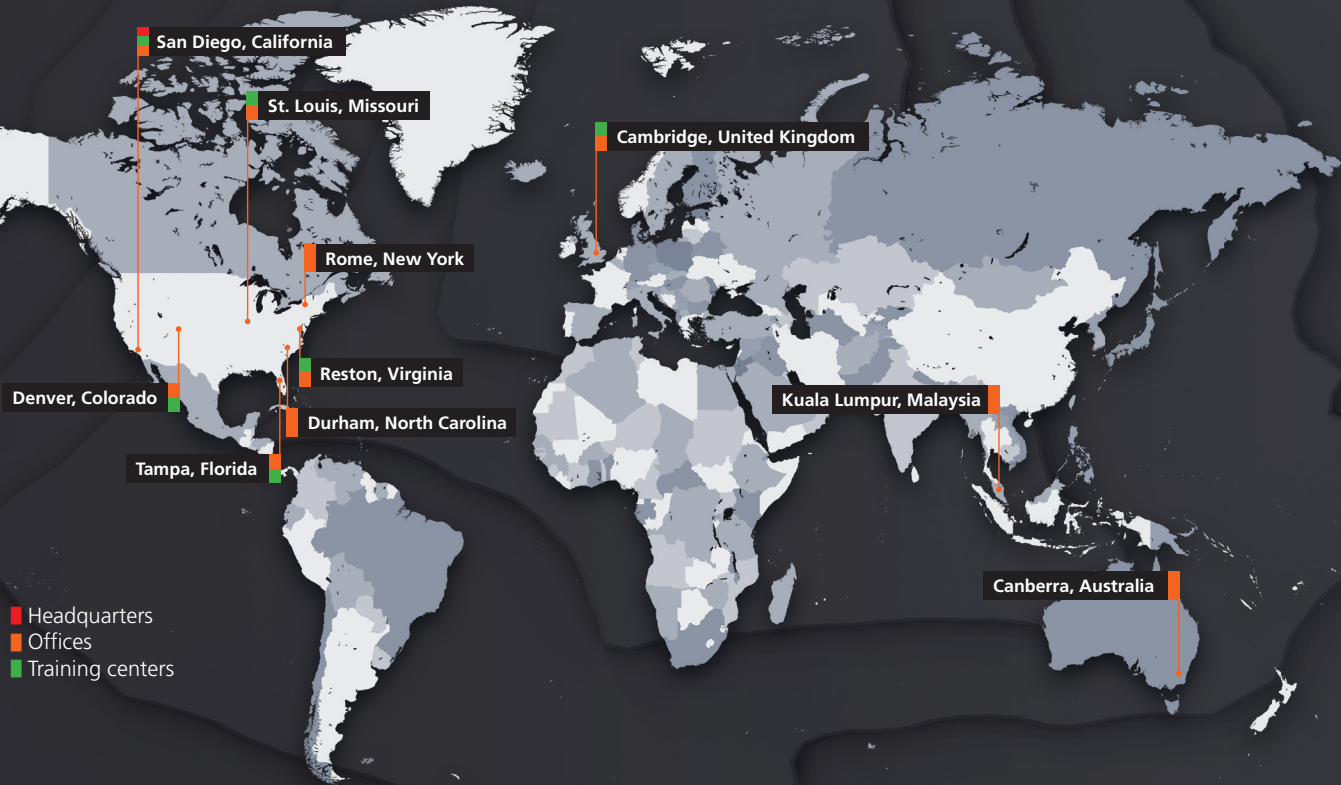 San Diego, California
St. Louis, Missouri
Cambridge, United Kingdom
Rome, New York
Reston, Virginia
Denver, Colorado
Kuala Lumpur, Malaysia
Durham, North Carolina
Tampa, Florida
Canberra, Australia
Headquarters
Offices
Training centers